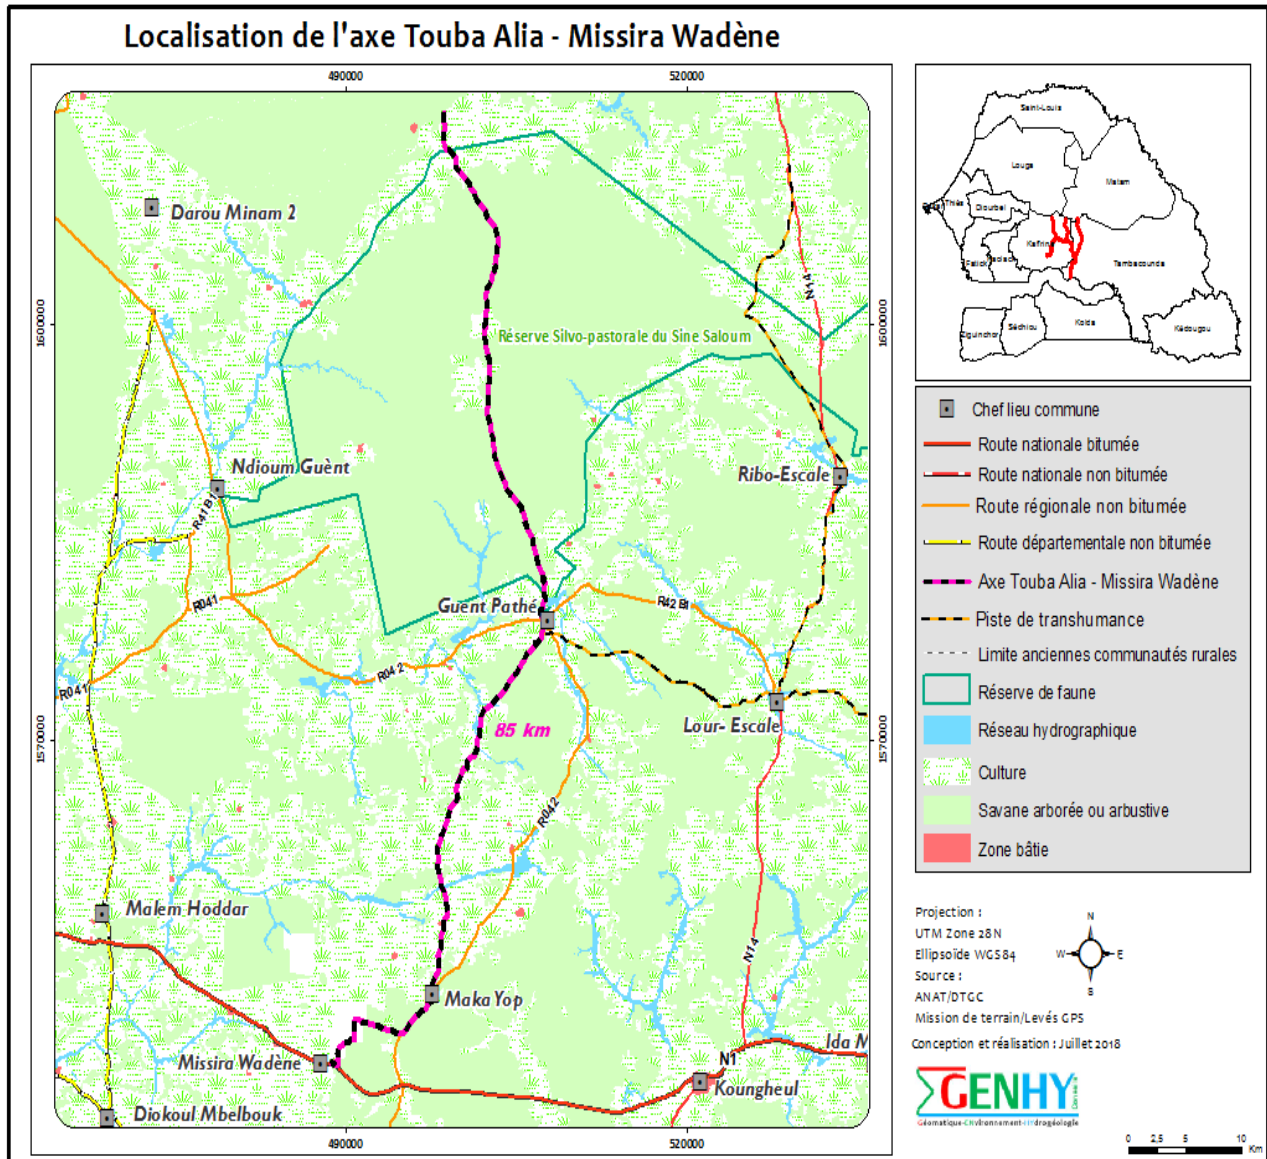 Localisation de l'axe Touba Alia - Missira Wadène
490000
520000
1600000
1600000
1570000
1570000
490000
520000
Darou Minam 2
N14
Réserve Silvo-pastorale du Sine Saloum
Ndioum Guènt
R41B1
Ribo-Escale
R041
Guent Pathé
R42 B1
R041
R042
Lour- Escale
85 km
R042
Malem Hoddar
N14
Maka Yop
Missira Wadène
N1
Ida M
Koungheul
Diokoul Mbelbouk
Saint-Louis
Louga
Matam
Thiès
Diourbel
Kaffrine
Fatick
Tambacounda
Ziguinchor
Sédhiou
Kolda
Kédougou
Chef lieu commune
Route nationale bitumée
Route nationale non bitumée
Route régionale non bitumée
Route départementale non bitumée
Axe Touba Alia - Missira Wadène
Piste de transhumance
Limite anciennes communautés rurales
Réserve de faune
Réseau hydrographique
Culture
Savane arborée ou arbustive
Zone bâtie
Projection :
UTM Zone 28N
Ellipsoïde WGS84
Source :
ANAT/DTGC
Mission de terrain/Levés GPS
Conception et réalisation : Juillet 2018
N
W
E
S
GENHY
Géomatique-ENvironnement-HYdrogéologie
0 2,5 5 10
Km